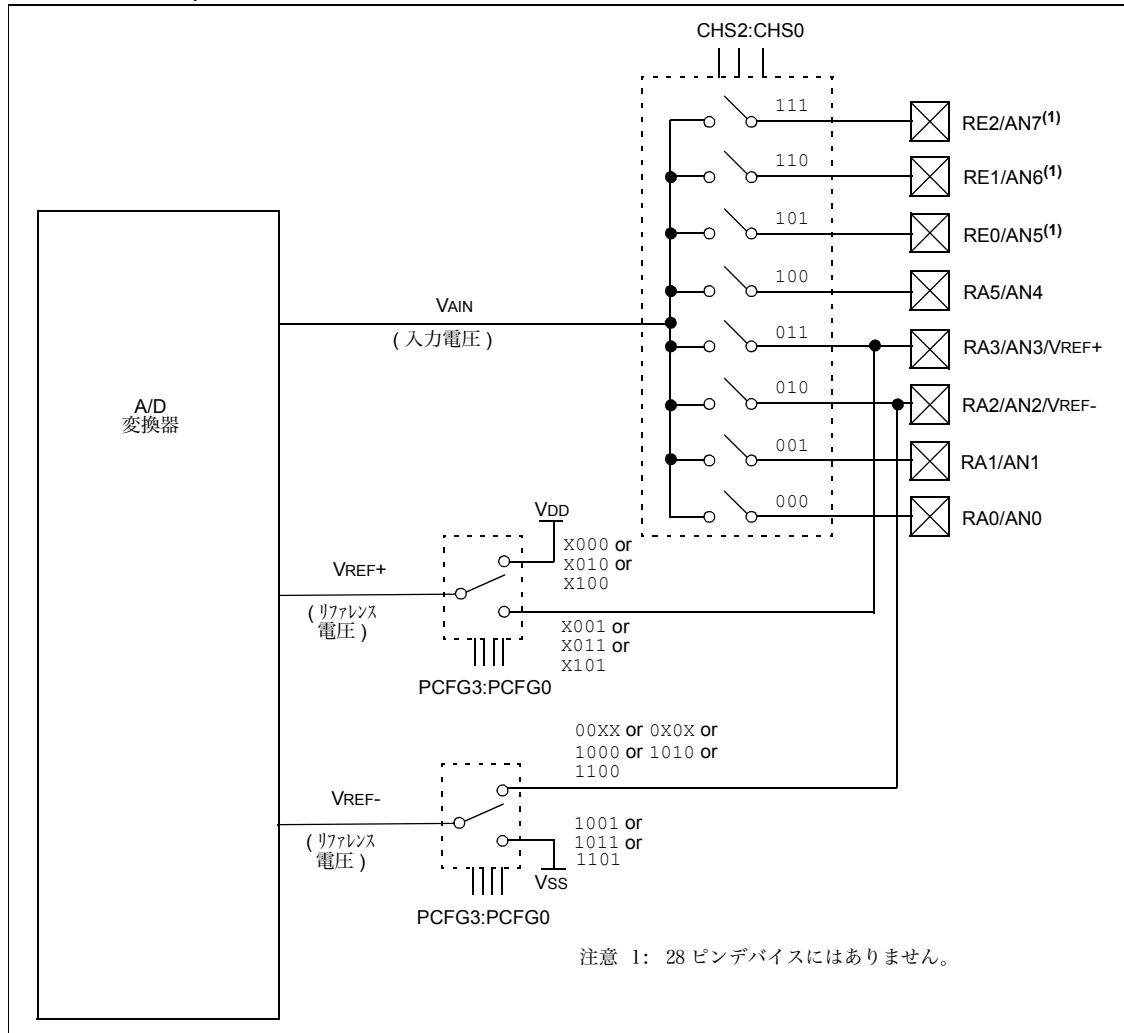 CHS2:CHS0
111
RE2/AN7(1)
110
RE1/AN6(1)
101
RE0/AN5(1)
100
RA5/AN4
VAIN
(入力電圧)
011
RA3/AN3/VREF+
010
RA2/AN2/VREF-
A/D
変換器
001
RA1/AN1
000
RA0/AN0
VDD
X000 or
X010 or
X100
VREF+
(リファレンス
電圧)
X001 or
X011 or
X101
PCFG3:PCFG0
00XX or 0X0X or
1000 or 1010 or
1100
VREF-
(リファレンス
電圧)
1001 or
1011 or
1101
VSS
PCFG3:PCFG0
注意 1: 28 ピンデバイスにはありません。